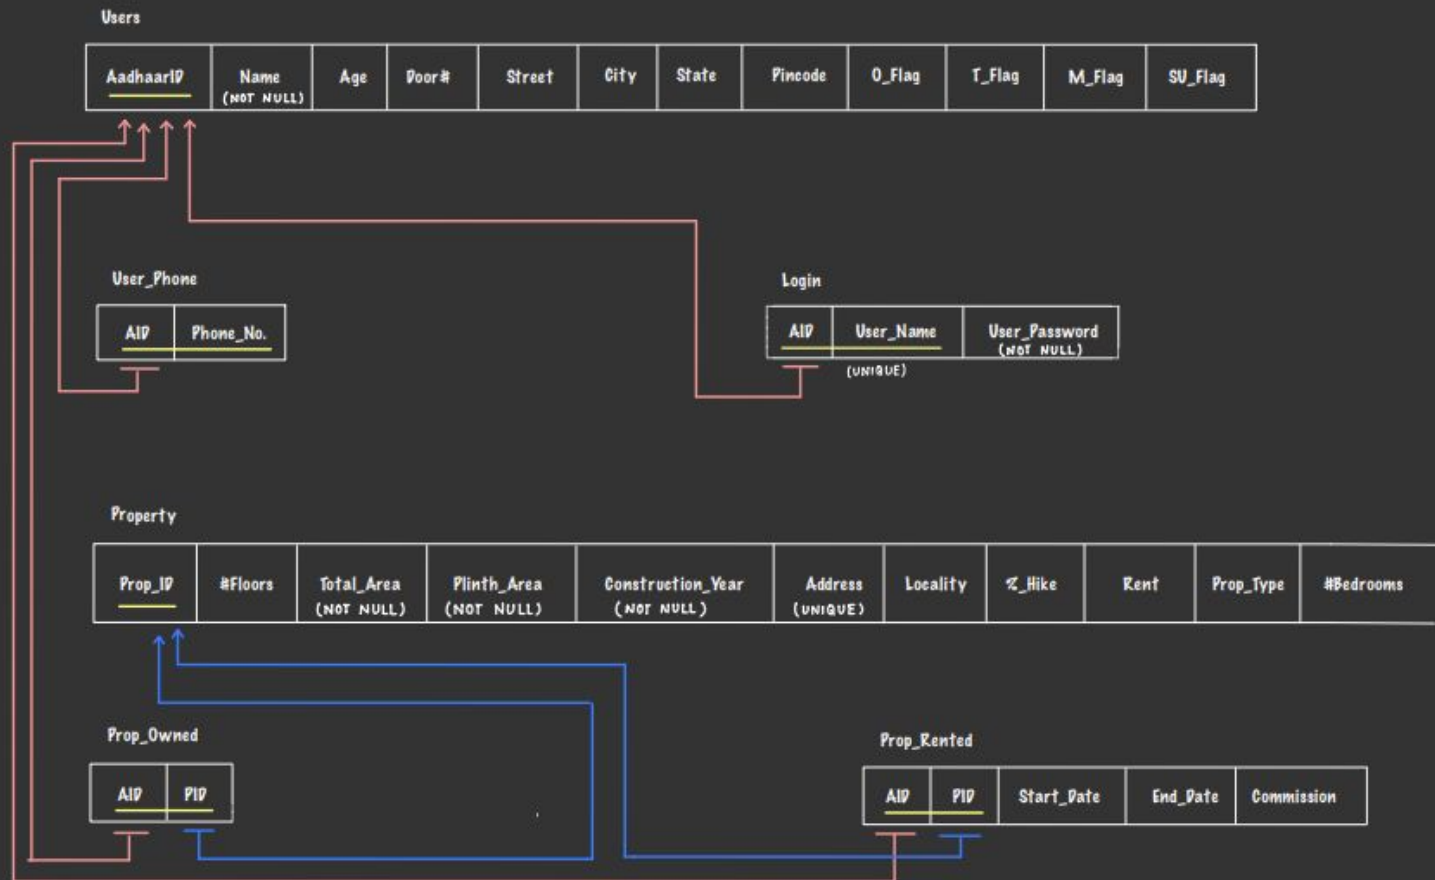 Users
AadhaarID Name Age Door# Street City State Pincode O_Flag T_Flag M_Flag SU_Flag
(NOT NULL)
User_Phone
AID Phone_No.
Login
AID User_Name User_Password
(NOT NULL)
(UNIQUE)
Property
Prop_ID #Floors Total_Area Plinth_Area Construction_Year Address Locality %_Hike Rent Prop_Type #Bedrooms
(NOT NULL) (NOT NULL) (NOT NULL) (UNIQUE)
Prop_Owned
AID PID
Prop_Rented
AID PID Start_Date End_Date Commission